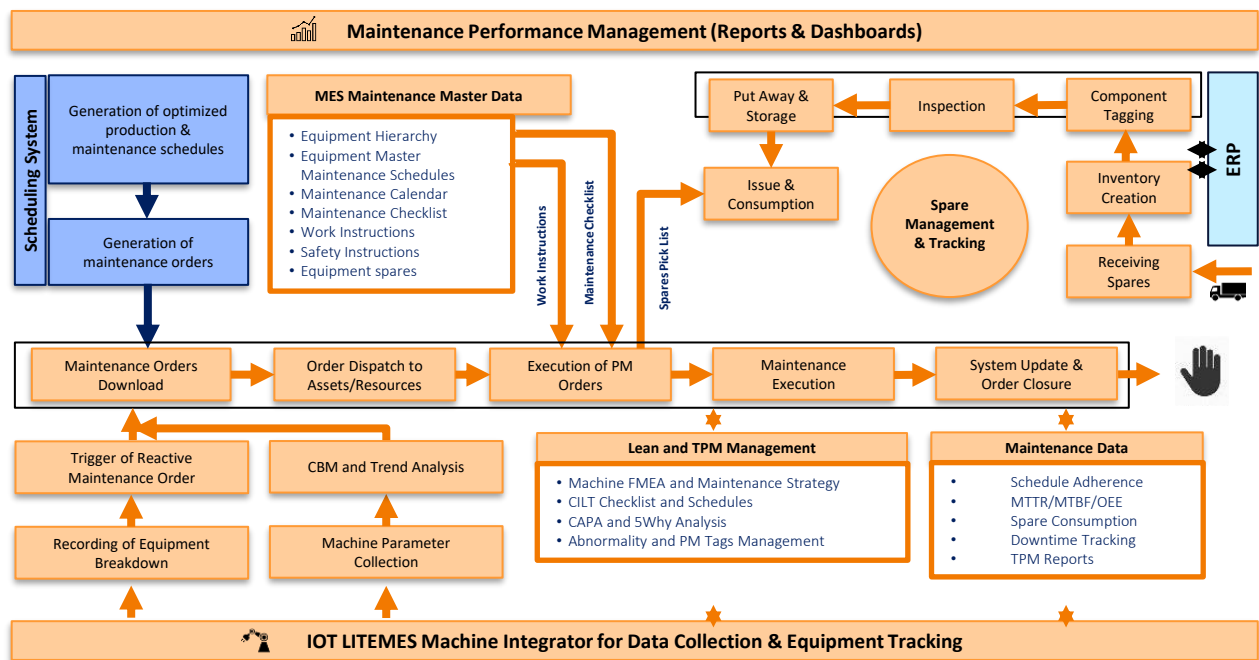 Maintenance Performance Management (Reports & Dashboards)
Scheduling System
Generation of optimized
production &
maintenance schedules
Generation of
maintenance orders
MES Maintenance Master Data
• Equipment Hierarchy
• Equipment Master
Maintenance Schedules
• Maintenance Calendar
• Maintenance Checklist
• Work Instructions
• Safety Instructions
• Equipment spares
Work Instructions
Maintenance Checklist
Spares Pick List
Put Away &
Storage
Inspection
Component
Tagging
Issue &
Consumption
Spare
Management
& Tracking
Inventory
Creation
Receiving
Spares
ERP
Maintenance Orders
Download
Order Dispatch to
Assets/Resources
Execution of PM
Orders
Maintenance
Execution
System Update &
Order Closure
Trigger of Reactive
Maintenance Order
CBM and Trend Analysis
Recording of Equipment
Breakdown
Machine Parameter
Collection
Lean and TPM Management
• Machine FMEA and Maintenance Strategy
• CILT Checklist and Schedules
• CAPA and 5Why Analysis
• Abnormality and PM Tags Management
Maintenance Data
• Schedule Adherence
• MTTR/MTBF/OEE
• Spare Consumption
• Downtime Tracking
• TPM Reports
IOT LITEMES Machine Integrator for Data Collection & Equipment Tracking